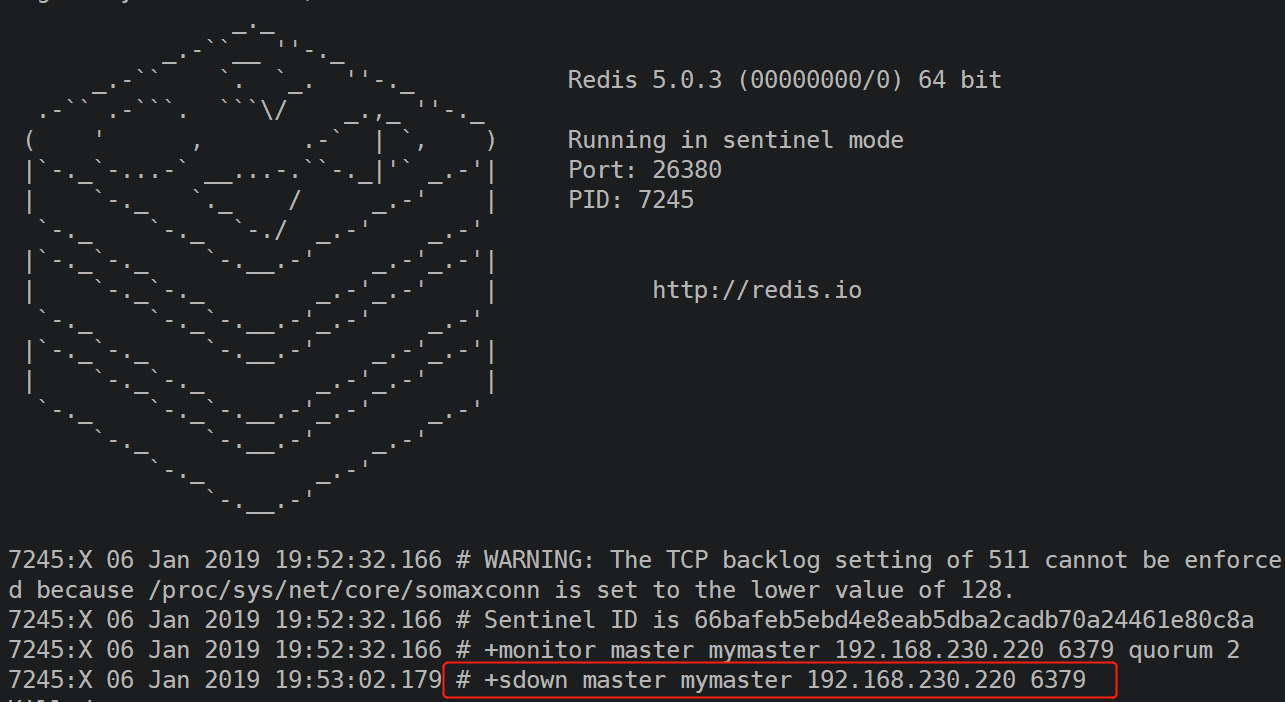 Redis 5.0.3 (00000000/0) 64 bit
Running in sentinel mode
Port: 26380
PID: 7245
http://redis.io
7245:X 06 Jan 2019 19:52:32.166 # WARNING: The TCP backlog setting of 511 cannot be enforce
d because /proc/sys/net/core/somaxconn is set to the lower value of 128.
7245:X 06 Jan 2019 19:52:32.166 # Sentinel ID is 66bafeb5ebd4e8eab5dba2cadb70a24461e80c8a
7245:X 06 Jan 2019 19:52:32.166 # +monitor master mymaster 192.168.230.220 6379 quorum 2
7245:X 06 Jan 2019 19:53:02.179 # +sdown master mymaster 192.168.230.220 6379